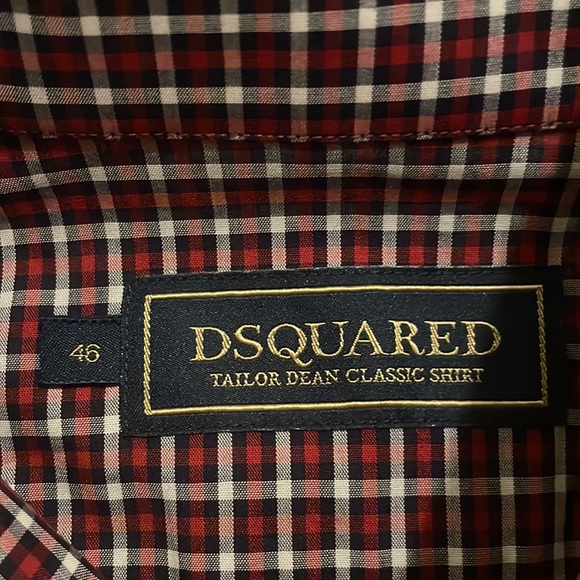 46
DSQUARED
TAILOR DEAN CLASSIC SHIRT